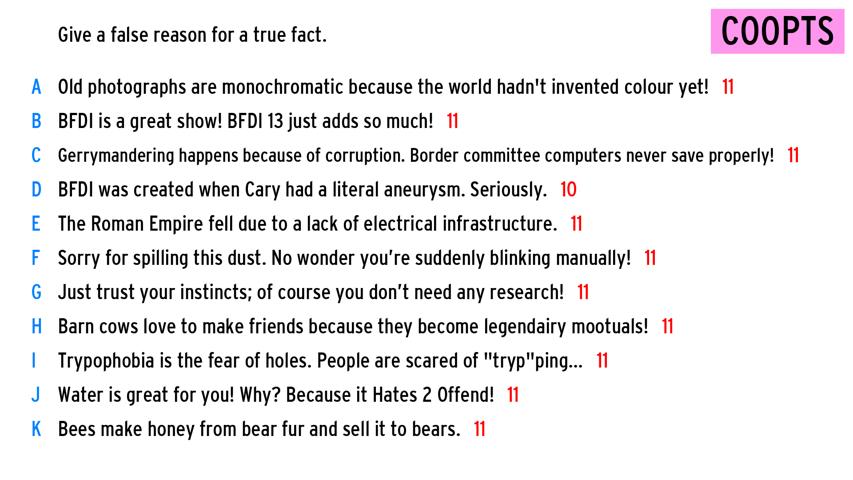 Give a false reason for a true fact.
COOPTS
A Old photographs are monochromatic because the world hadn't invented colour yet! 11
B BFDI is a great show! BFDI 13 just adds so much! 11
C Gerrymandering happens because of corruption. Border committee computers never save properly! 11
D BFDI was created when Cary had a literal aneurysm. Seriously. 10
E The Roman Empire fell due to a lack of electrical infrastructure. 11
F Sorry for spilling this dust. No wonder you’re suddenly blinking manually! 11
G Just trust your instincts; of course you don’t need any research! 11
H Barn cows love to make friends because they become legendairy mootuals! 11
I Trypophobia is the fear of holes. People are scared of "tryp"ping... 11
J Water is great for you! Why? Because it Hates 2 Offend! 11
K Bees make honey from bear fur and sell it to bears. 11